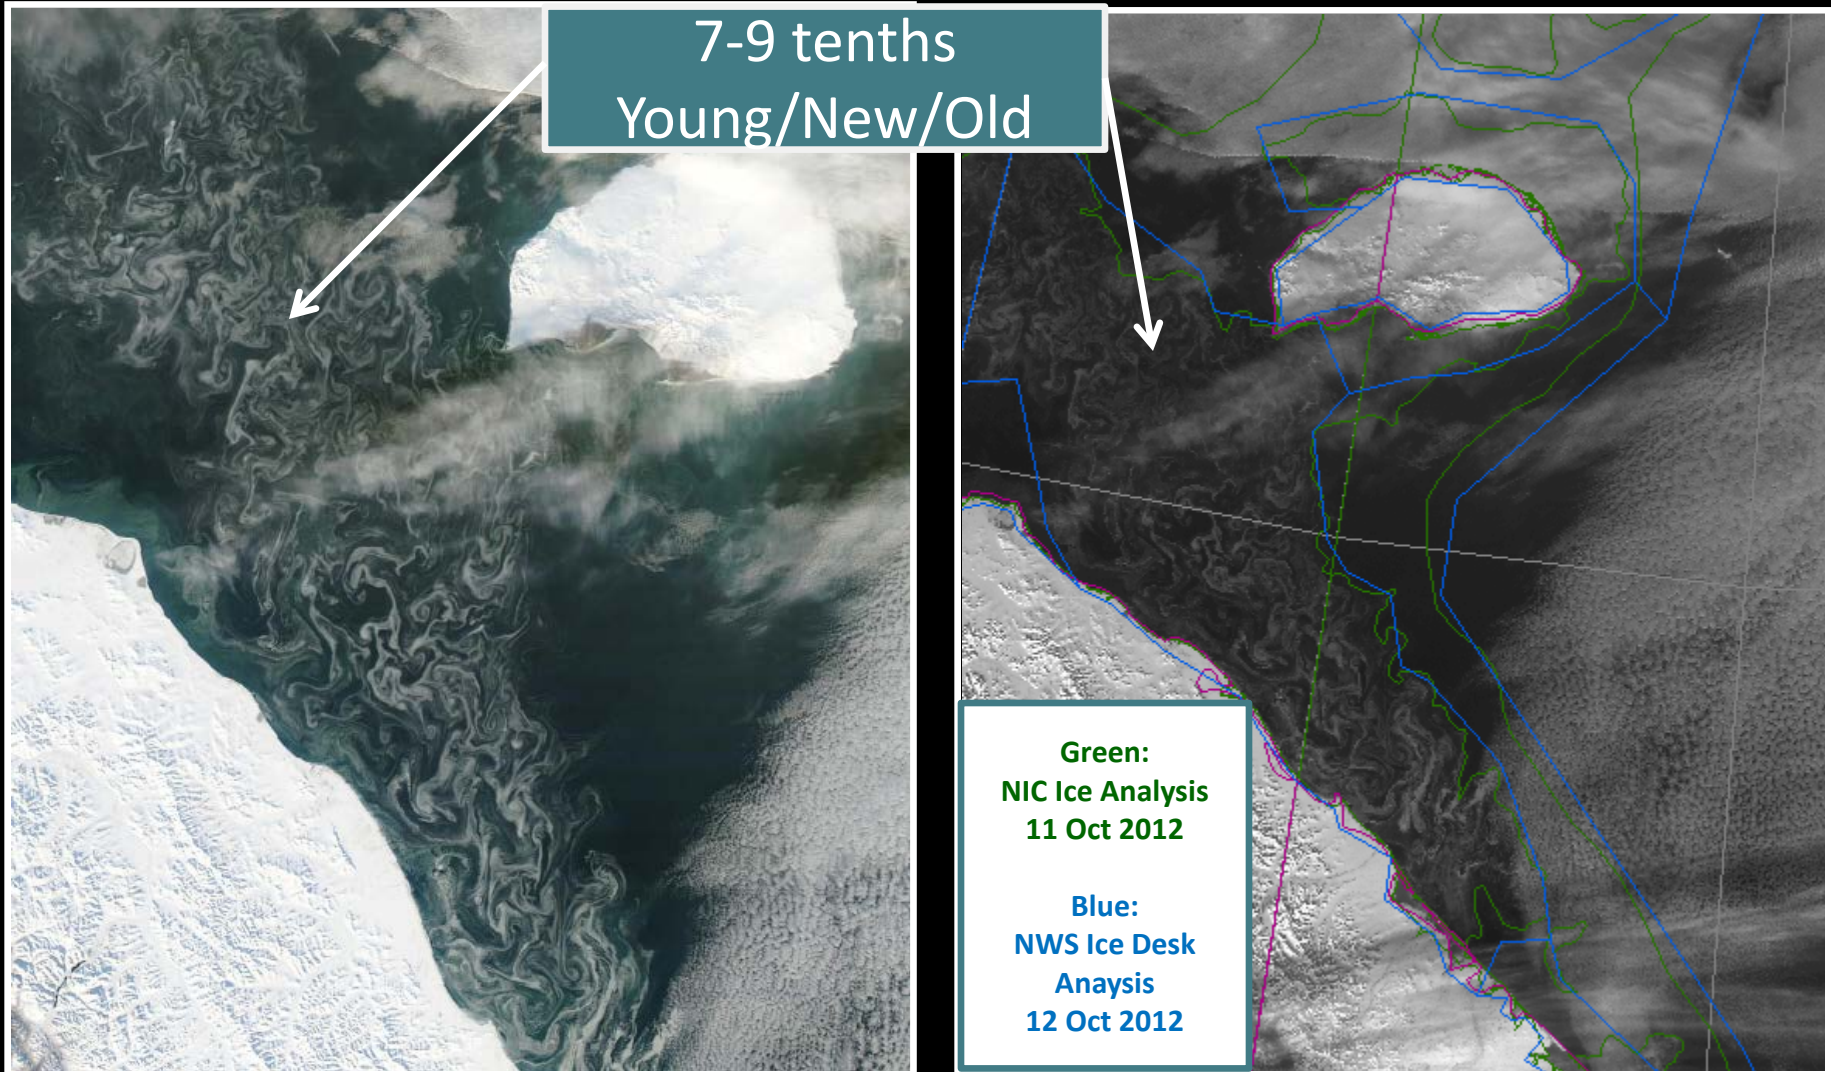 7-9 tenths
Young/New/Old
Green:
NIC Ice Analysis
11 Oct 2012
Blue:
NWS Ice Desk
Anaysis
12 Oct 2012